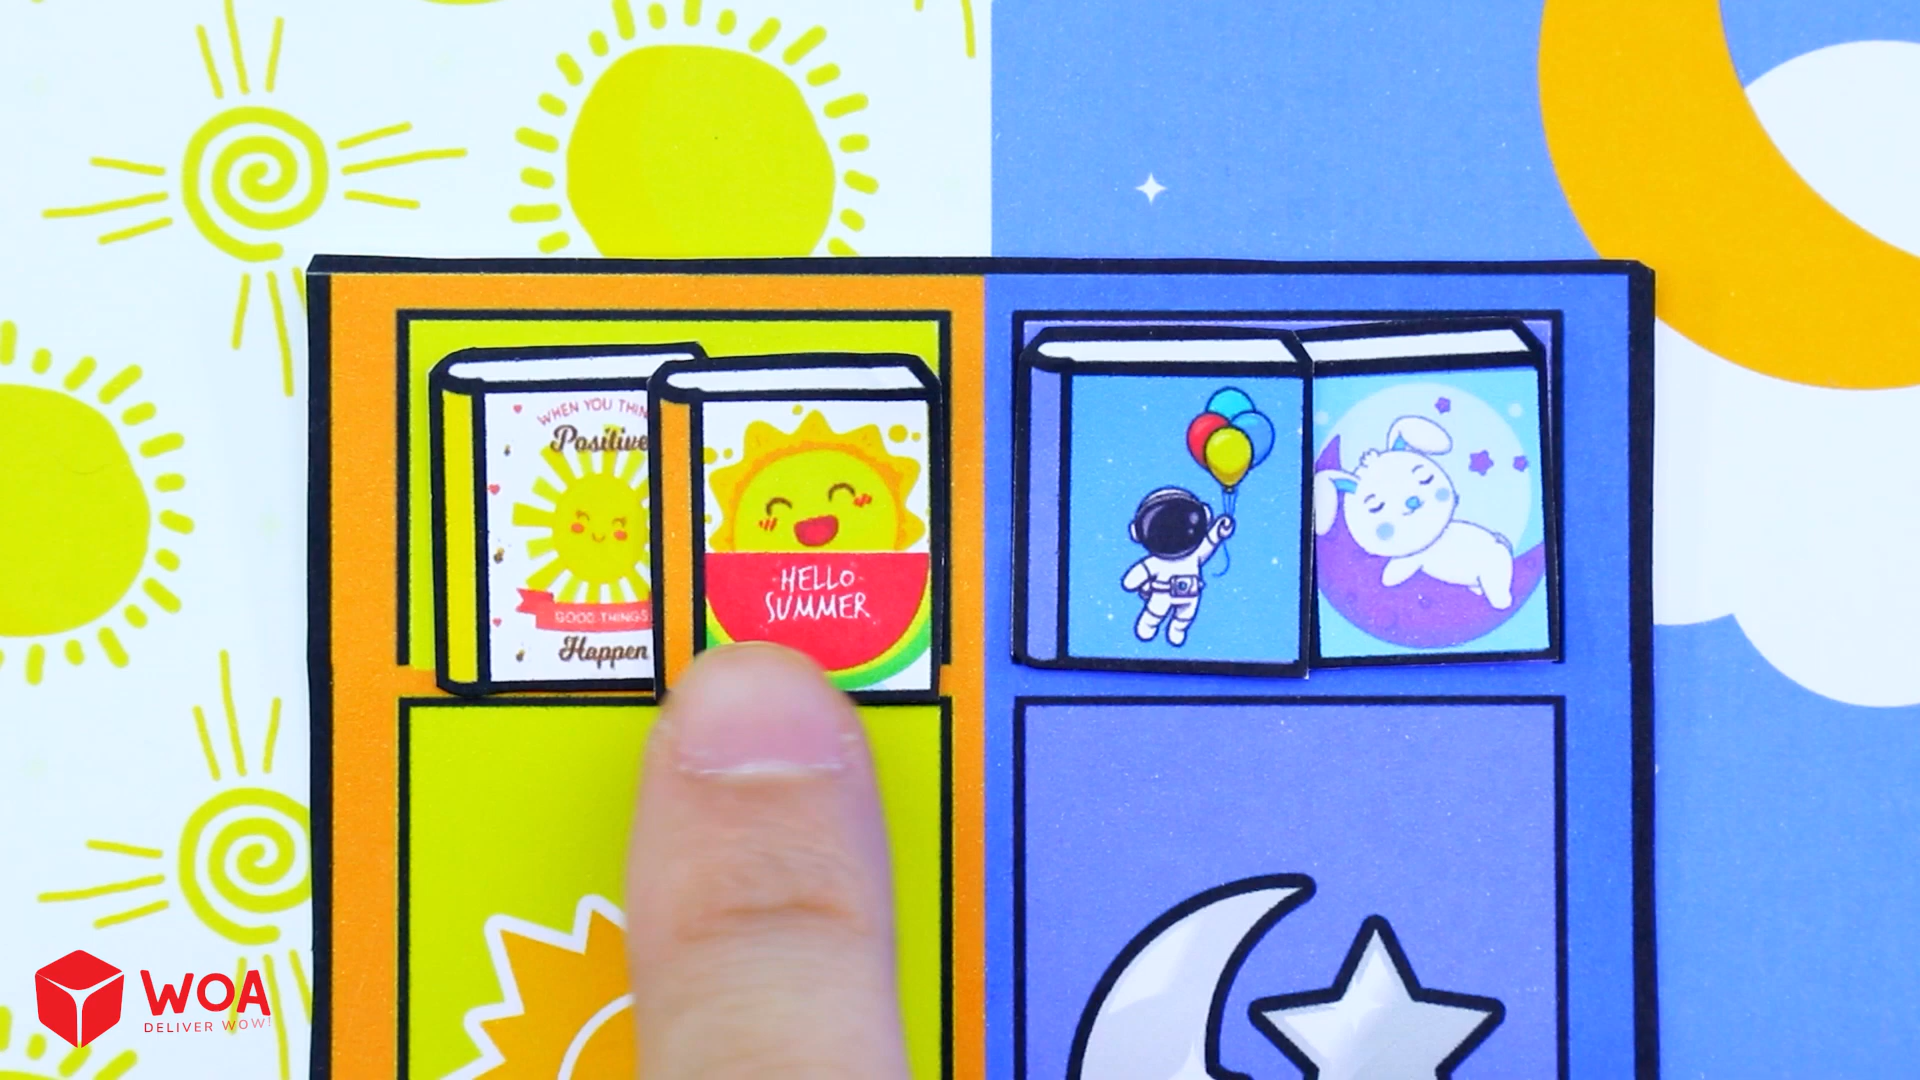 WHEN YOU THIN
Positive
GOOD THINGS
Happen
HELLO
SUMMER
WOA
DELIVER WOW!